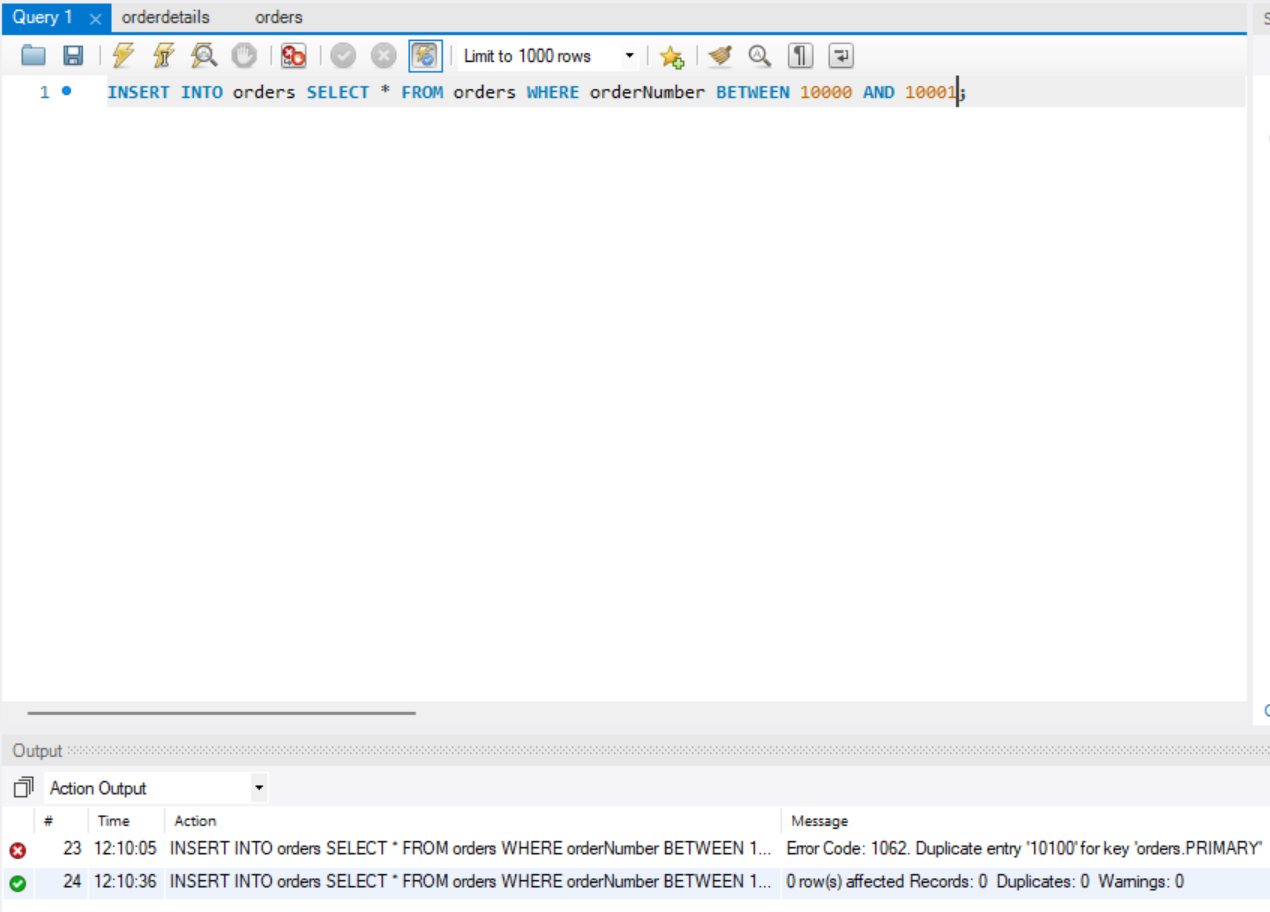 Query 1 orderdetails orders
Limit to 1000 rows
1 INSERT INTO orders SELECT * FROM orders WHERE orderNumber BETWEEN 10000 AND 10001;
Output
Action Output
# Time Action Message
23 12:10:05 INSERT INTO orders SELECT * FROM orders WHERE orderNumber BETWEEN 1... Error Code: 1062. Duplicate entry '10100' for key 'orders.PRIMARY'
24 12:10:36 INSERT INTO orders SELECT * FROM orders WHERE orderNumber BETWEEN 1... 0 row(s) affected Records: 0 Duplicates: 0 Warnings: 0